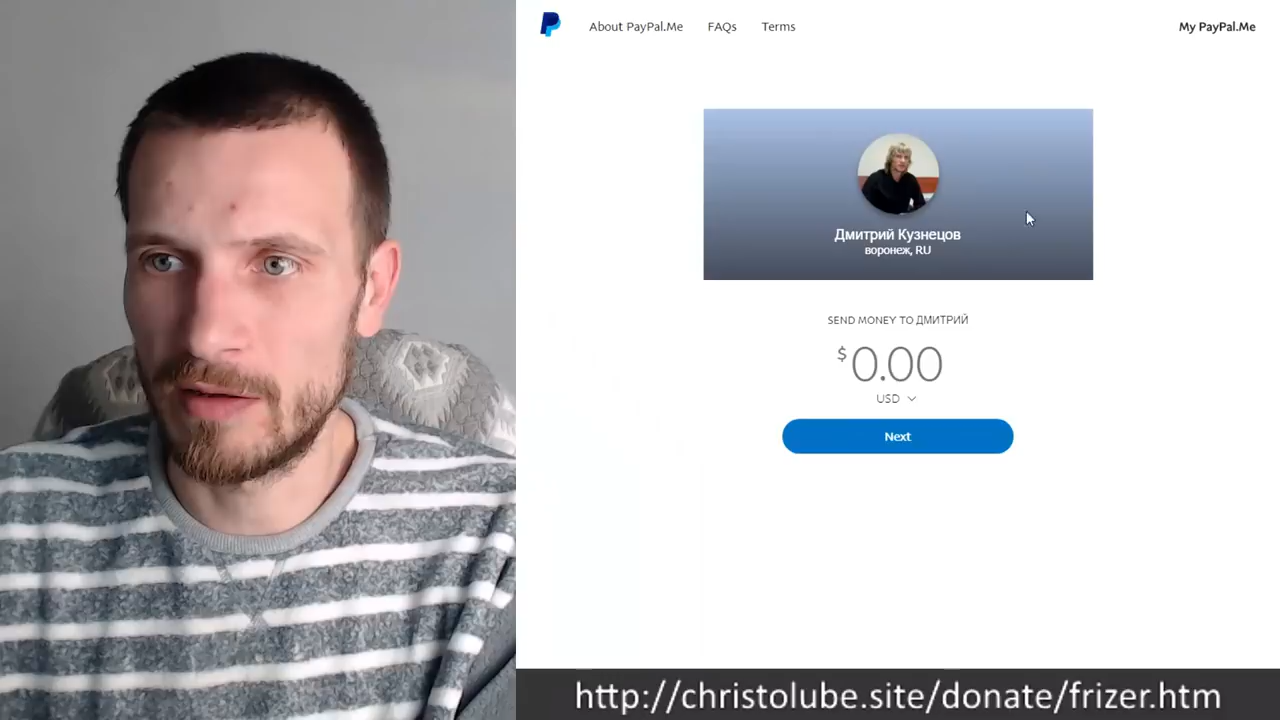 About PayPal.Me FAQs Terms My PayPal.Me
Дмитрий Кузнецов
воронеж, RU
SEND MONEY TO ДМИТРИЙ
$0.00
USD
Next
http://christolube.site/donate/frizer.htm